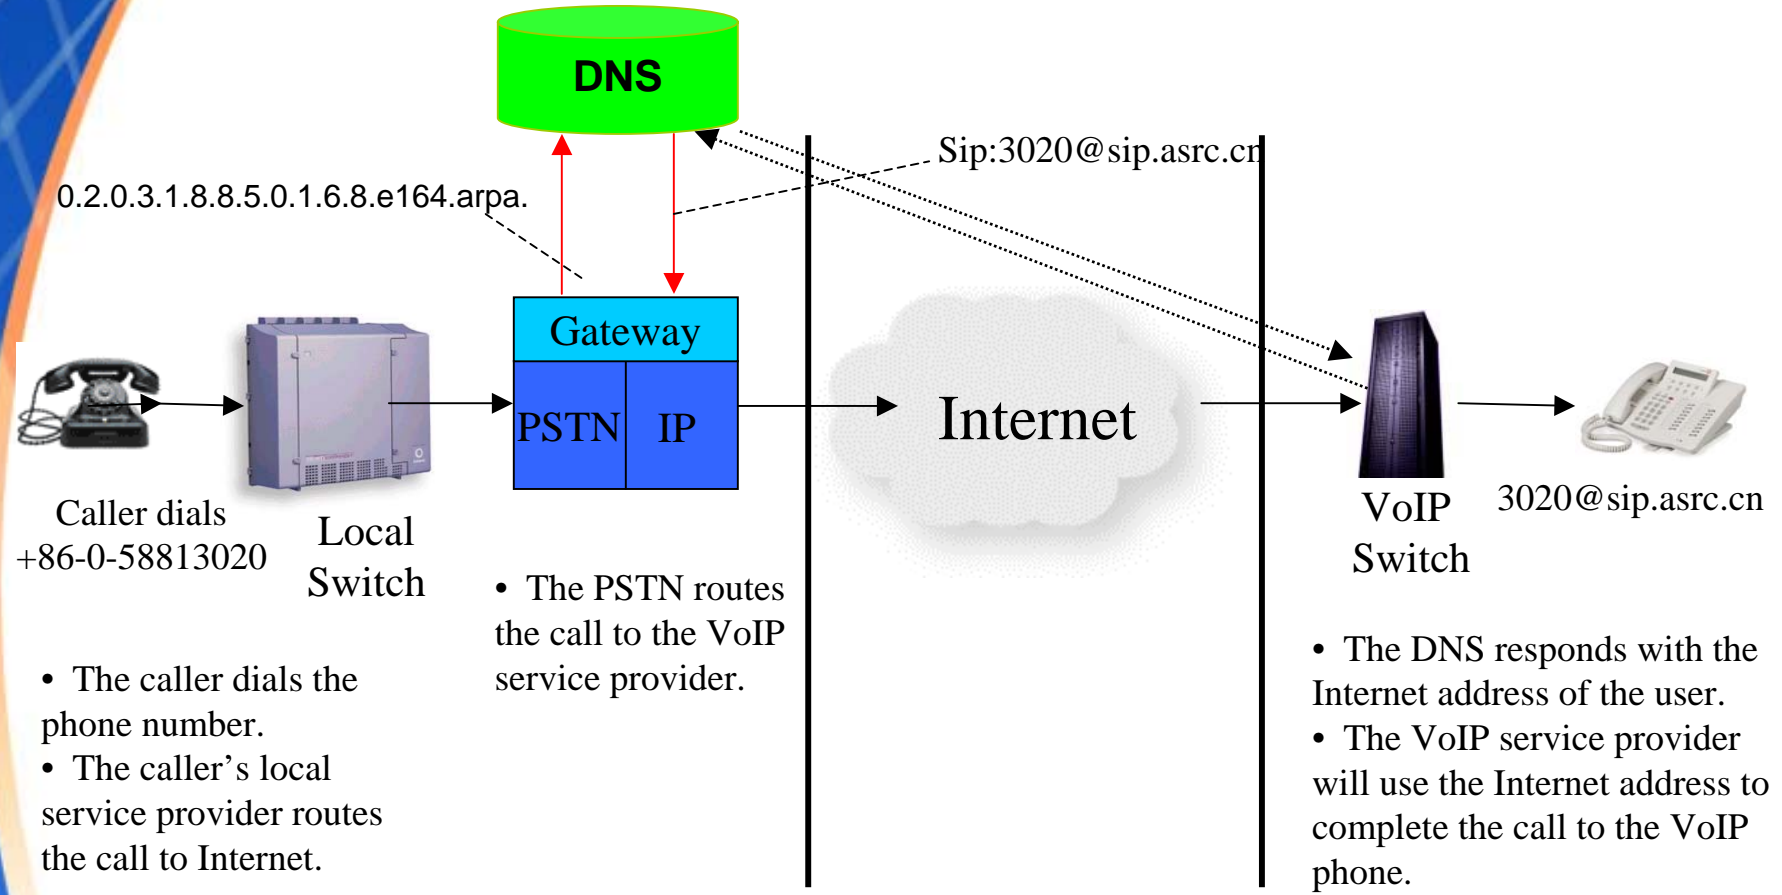 DNS
Sip:3020@sip.asrc.cn
0.2.0.3.1.8.8.5.0.1.6.8.e164.arpa.
Gateway
PSTN
IP
Internet
Caller dials
+86-0-58813020
Local
Switch
VoIP
Switch
3020@sip.asrc.cn
• The PSTN routes
the call to the VoIP
service provider.
• The caller dials the
phone number.
• The caller’s local
service provider routes
the call to Internet.
• The DNS responds with the
Internet address of the user.
• The VoIP service provider
will use the Internet address to
complete the call to the VoIP
phone.